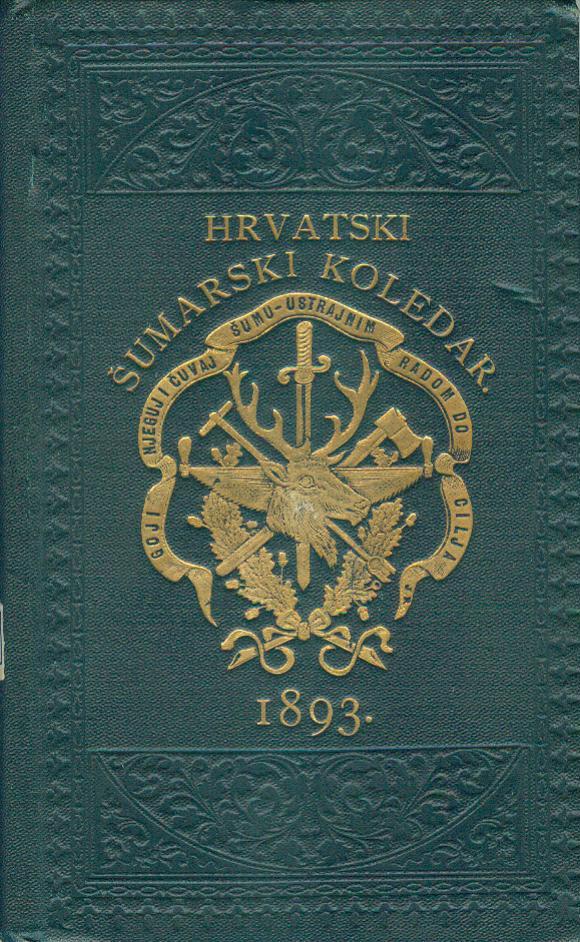 HRVATSKI
ŠUMARSKI KOLEDAR.
GOJI NJEGUJ I ČUVAJ ŠUMU-USTRAJNIM RADOM DO CILJA
1893.